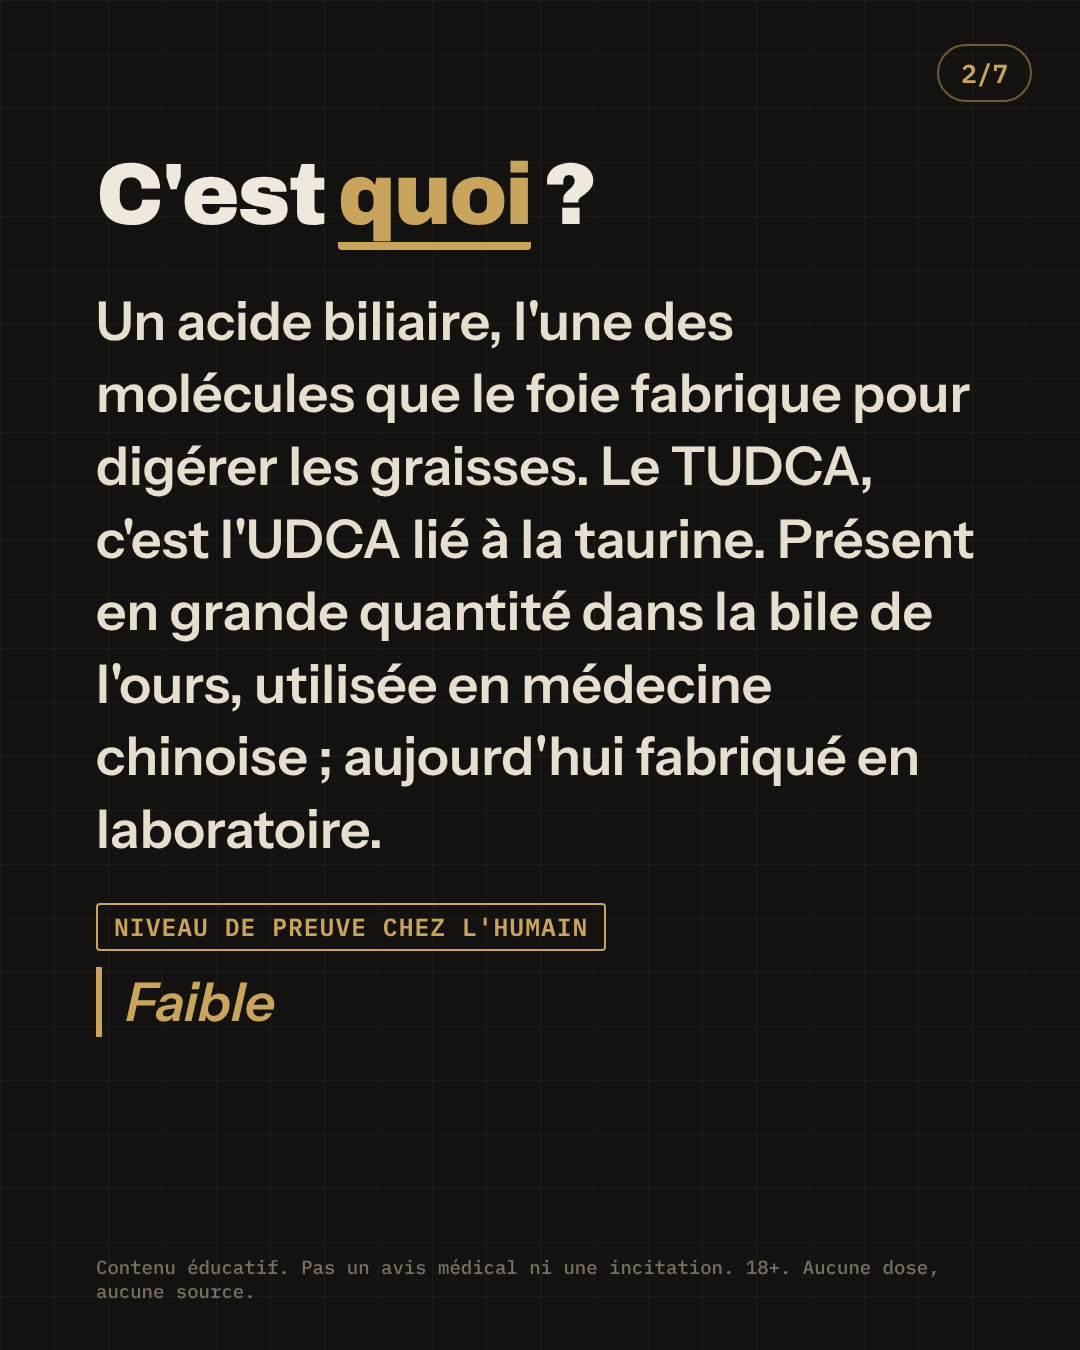 2/7
C'est quoi ?
Un acide biliaire, l'une des
molécules que le foie fabrique pour
digérer les graisses. Le TUDCA,
c'est l'UDCA lié à la taurine. Présent
en grande quantité dans la bile de
l'ours, utilisée en médecine
chinoise ; aujourd'hui fabriqué en
laboratoire.
NIVEAU DE PREUVE CHEZ L'HUMAIN
Faible
Contenu éducatif. Pas un avis médical ni une incitation. 18+. Aucune dose,
aucune source.